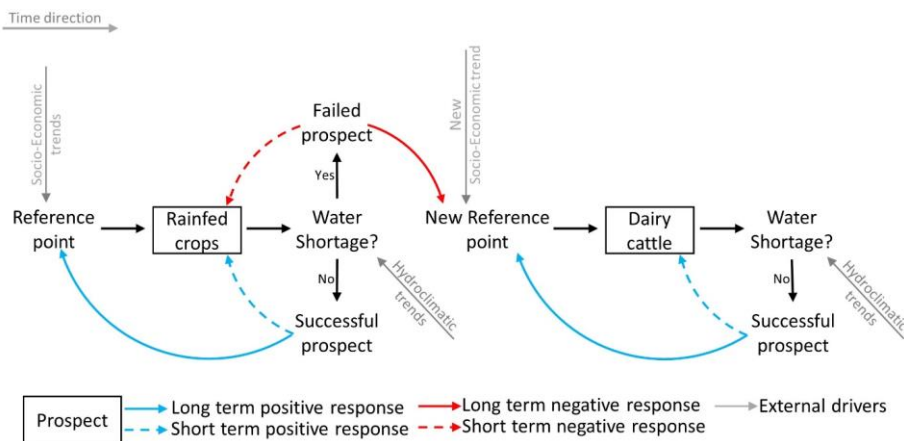 Time direction
Socio-Economic
trends
Failed
prospect
New
Socio-Economic trend
Yes
Reference
point
Rainfed
crops
Water
Shortage?
New Reference
point
Dairy
cattle
Water
Shortage?
No
Hydroclimatic
trends
No
Hydroclimatic
trends
Successful
prospect
Successful
prospect
Prospect
Long term positive response
Short term positive response
Long term negative response
Short term negative response
External drivers